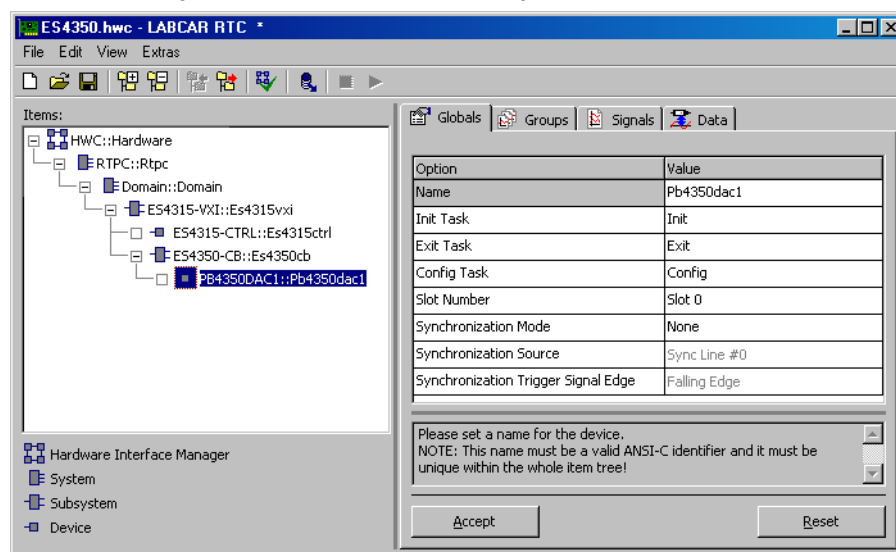 ES4350.hwc - LABCAR RTC *
File Edit View Extras
Items:
HWC::Hardware
RTPC::Rtpc
Domain::Domain
ES4315-VXI::Es4315vxi
ES4315-CTRL::Es4315ctrl
ES4350-CB::Es4350cb
PB4350DAC1::Pb4350dac1
Hardware Interface Manager
System
Subsystem
Device
Globals Groups Signals Data
Option Value
Name Pb4350dac1
Init Task Init
Exit Task Exit
Config Task Config
Slot Number Slot 0
Synchronization Mode None
Synchronization Source Sync Line #0
Synchronization Trigger Signal Edge Falling Edge
Please set a name for the device.
NOTE: This name must be a valid ANSI-C identifier and it must be
unique within the whole item tree!
Accept Reset